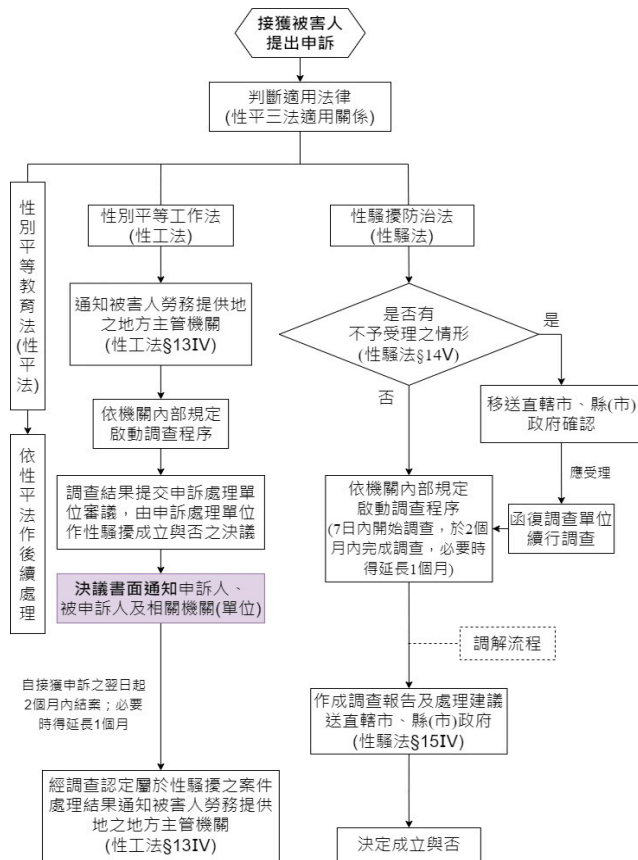 接獲被害人
提出申訴
判斷適用法律
(性平三法適用關係)
性別平等教育法(性平法)
依性平法作後續處理
性別平等工作法
(性工法)
通知被害人勞務提供地
之地方主管機關
(性工法§13IV)
依機關內部規定
啟動調查程序
調查結果提交申訴處理單
位審議，由申訴處理單位
作性騷擾成立與否之決議
決議書面通知申訴人、
被申訴人及相關機關(單位)
自接獲申訴之翌日起
2個月內結案；必要
時得延長1個月
經調查認定屬於性騷擾之案件
處理結果通知被害人勞務提供
地之地方主管機關
(性工法§13IV)
性騷擾防治法
(性騷法)
是否有
不予受理之情形
(性騷法§14V)
是
否
移送直轄市、縣(市)
政府確認
應受理
函復調查單位
續行調查
依機關內部規定
啟動調查程序
(7日內開始調查，於2個
月內完成調查，必要時
得延長1個月)
調解流程
作成調查報告及處理建議
送直轄市、縣(市)政府
(性騷法§15IV)
決定成立與否